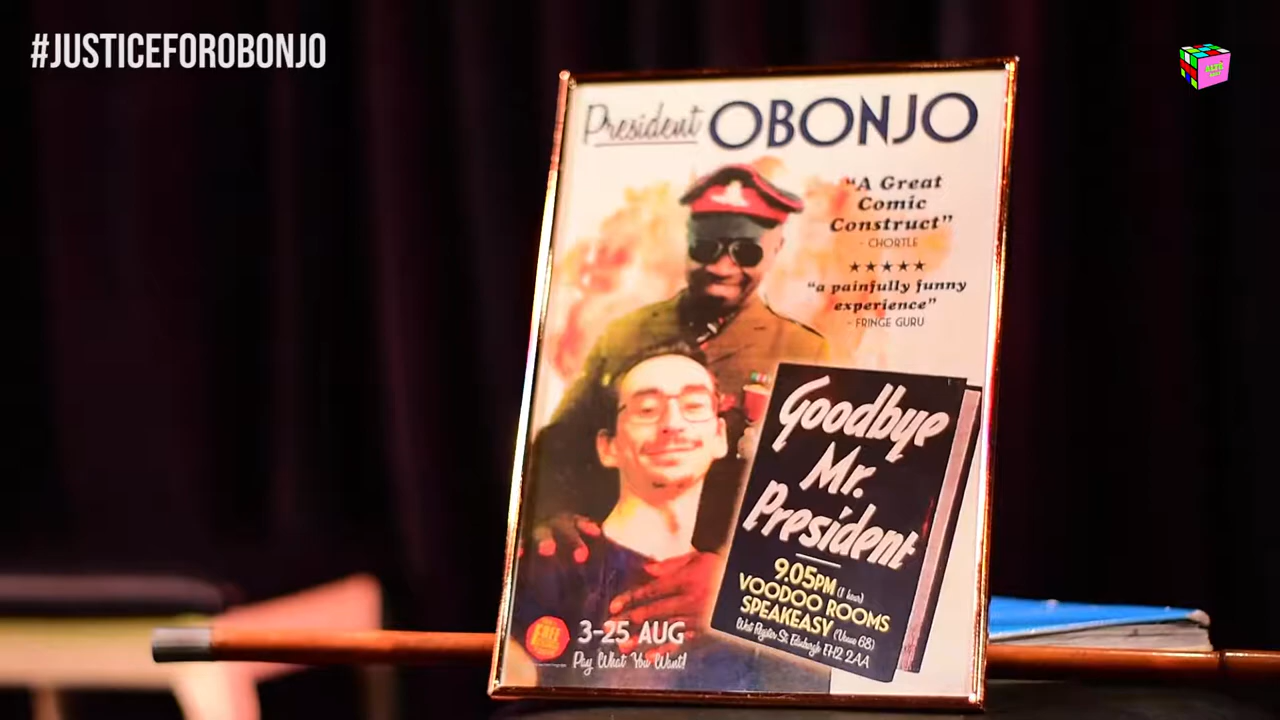 #JUSTICEFOROBONJO
President OBONJO
“A Great
Comic
Construct”
- CHORTLE
★★★★★
“a painfully funny
experience”
- FRINGE GURU
Goodbye
Mr.
President
9.05PM (1 hour)
VOODOO ROOMS
SPEAKEASY (Venue 68)
West Register St, Edinburgh EH2 2AA
FREE
3-25 AUG
Pay What You Want!